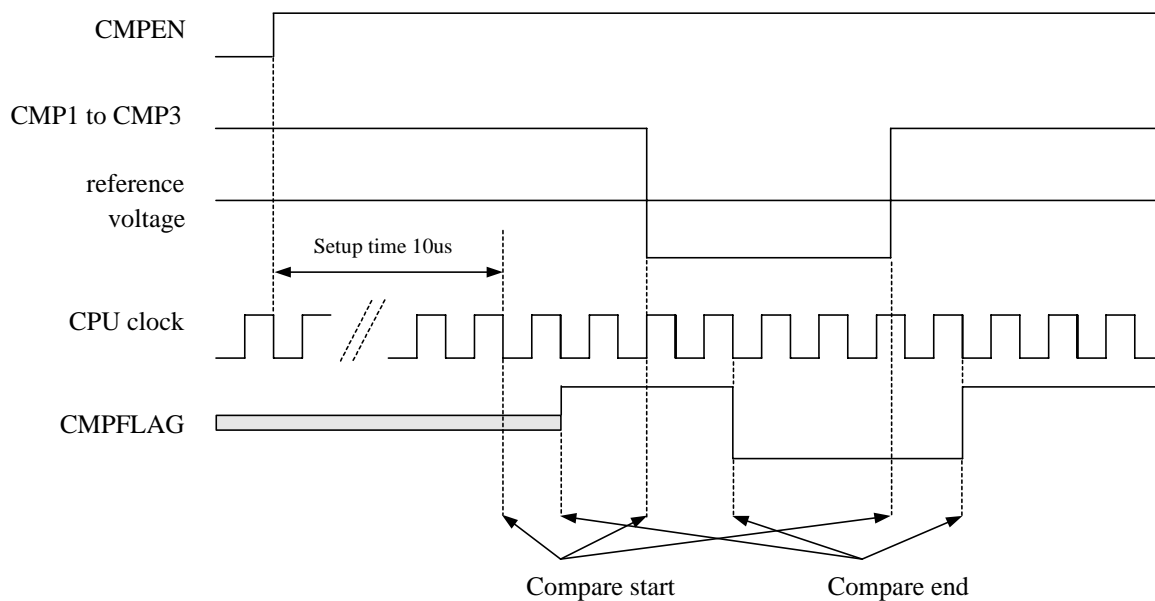 CMPEN
CMP1 to CMP3
reference
voltage
Setup time 10us
CPU clock
CMPFLAG
Compare start
Compare end